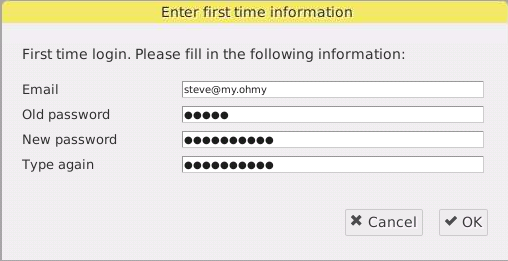 Enter first time information
First time login. Please fill in the following information:
Email steve@my.ohmy
Old password ●●●●●
New password ●●●●●●●●●●
Type again ●●●●●●●●●●
✖ Cancel ✔ OK